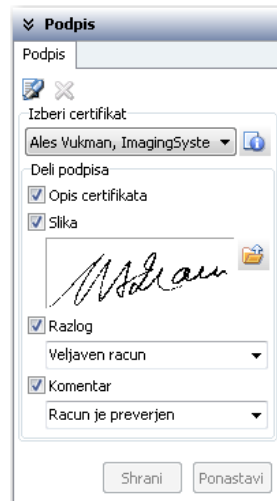 Podpis
Podpis
Izberi certifikat
Ales Vukman, ImagingSyste
Deli podpisa
Opis certifikata
Slika
Razlog
Veljaven racun
Komentar
Racun je preverjen
Shrani Ponastavi